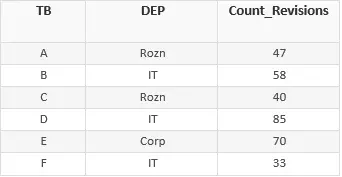 TB DEP Count_Revisions
A Rozn 47
B IT 58
C Rozn 40
D IT 85
E Corp 70
F IT 33